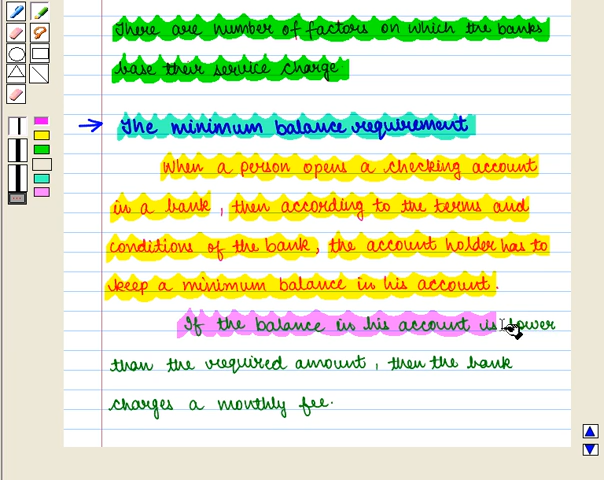 There are number of factors on which the banks
base their service charge
→ The minimum balance requirement
When a person opens a checking account
in a bank, then according to the terms and
conditions of the bank, the account holder has to
keep a minimum balance in his account.
If the balance in his account is lower
than the required amount, then the bank
charges a monthly fee.